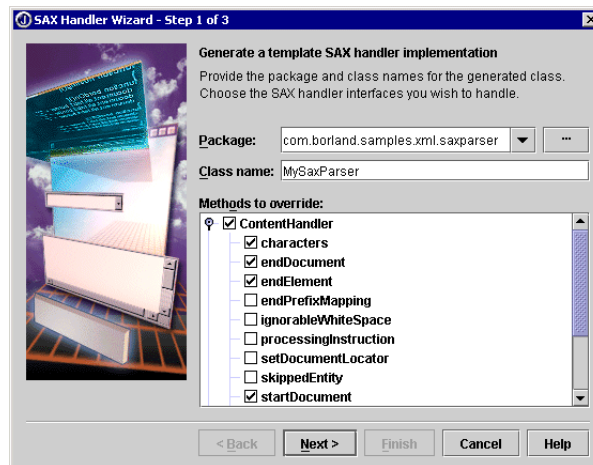 SAX Handler Wizard - Step 1 of 3
Generate a template SAX handler implementation
Provide the package and class names for the generated class.
Choose the SAX handler interfaces you wish to handle.
Package: com.borland.samples.xml.saxparser ...
Class name: MySaxParser
Methods to override:
ContentHandler
characters
endDocument
endElement
endPrefixMapping
ignorableWhiteSpace
processingInstruction
setDocumentLocator
skippedEntity
startDocument
< Back Next > Finish Cancel Help